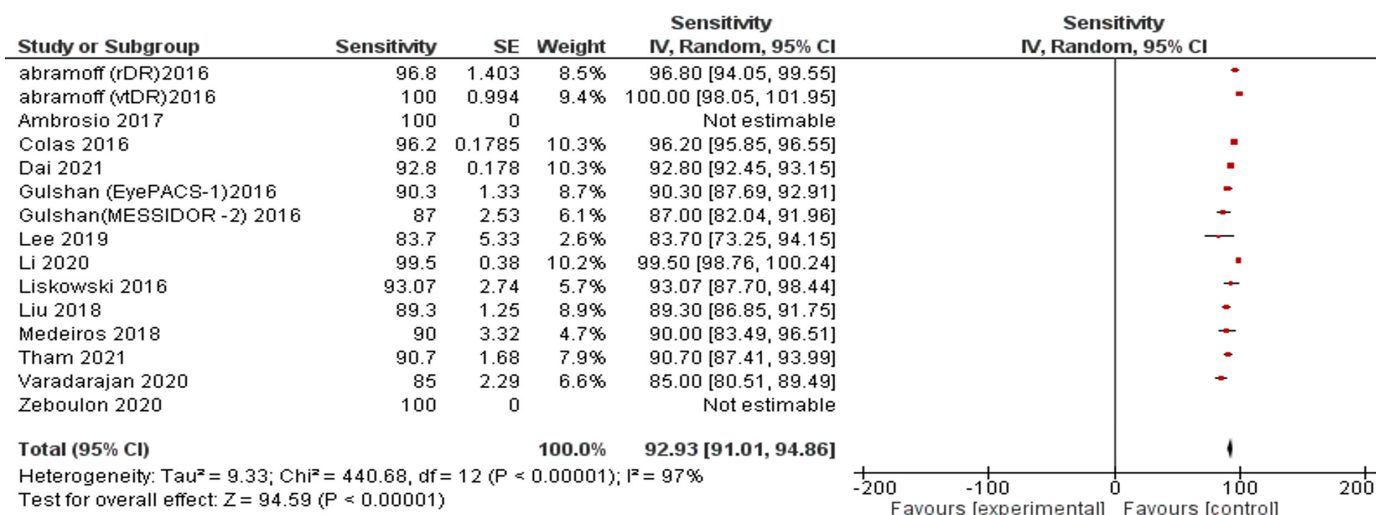 Sensitivity Sensitivity
Study or Subgroup Sensitivity SE Weight IV, Random, 95% CI IV, Random, 95% CI
abramoff (rDR)2016 96.8 1.403 8.5% 96.80 [94.05, 99.55]
abramoff (vtDR)2016 100 0.994 9.4% 100.00 [98.05, 101.95]
Ambrosio 2017 100 0 Not estimable
Colas 2016 96.2 0.1785 10.3% 96.20 [95.85, 96.55]
Dai 2021 92.8 0.178 10.3% 92.80 [92.45, 93.15]
Gulshan (EyePACS-1)2016 90.3 1.33 8.7% 90.30 [87.69, 92.91]
Gulshan(MESSIDOR -2) 2016 87 2.53 6.1% 87.00 [82.04, 91.96]
Lee 2019 83.7 5.33 2.6% 83.70 [73.25, 94.15]
Li 2020 99.5 0.38 10.2% 99.50 [98.76, 100.24]
Liskowski 2016 93.07 2.74 5.7% 93.07 [87.70, 98.44]
Liu 2018 89.3 1.25 8.9% 89.30 [86.85, 91.75]
Medeiros 2018 90 3.32 4.7% 90.00 [83.49, 96.51]
Tham 2021 90.7 1.68 7.9% 90.70 [87.41, 93.99]
Varadarajan 2020 85 2.29 6.6% 85.00 [80.51, 89.49]
Zeboulon 2020 100 0 Not estimable
Total (95% CI) 100.0% 92.93 [91.01, 94.86]
Heterogeneity: Tau² = 9.33; Chi² = 440.68, df = 12 (P < 0.00001); I² = 97%
Test for overall effect: Z = 94.59 (P < 0.00001)
-200 -100 0 100 200
Favours [experimental] Favours [control]